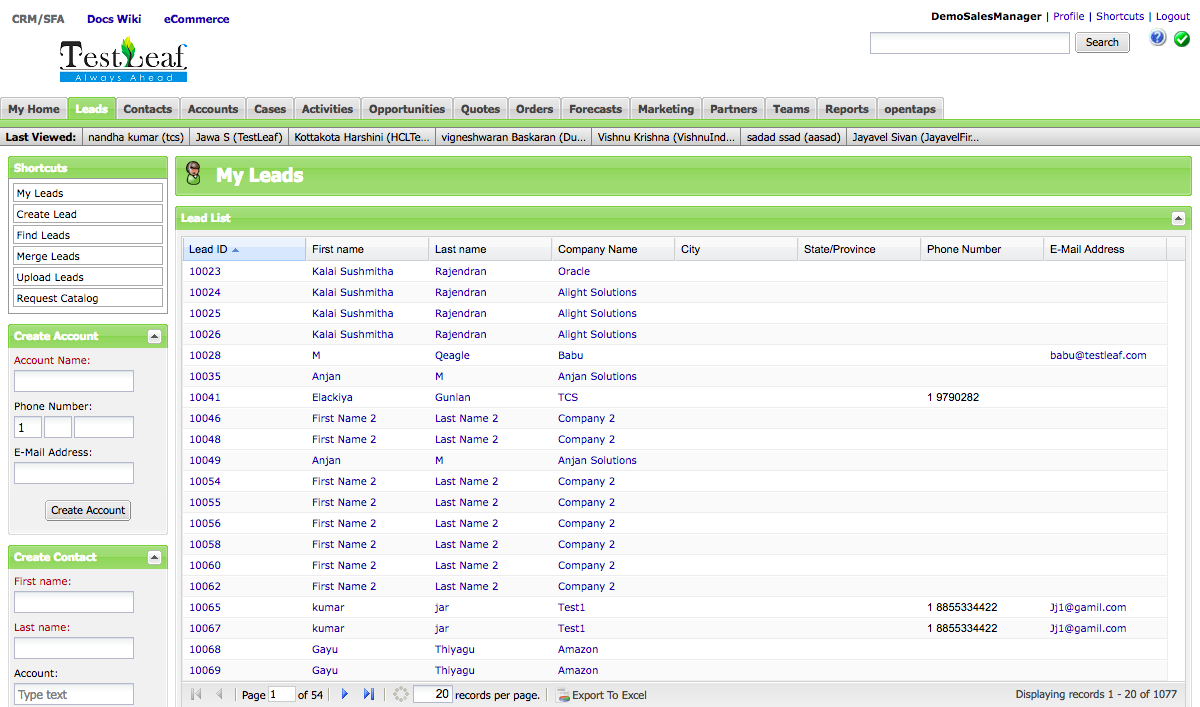 CRM/SFA Docs Wiki eCommerce
DemoSalesManager | Profile | Shortcuts | Logout
TestLeaf
Always Ahead
Search
My Home Leads Contacts Accounts Cases Activities Opportunities Quotes Orders Forecasts Marketing Partners Teams Reports opentaps
Last Viewed: nandha kumar (tcs) Jawa S (TestLeaf) Kottakota Harshini (HCLTe... vigneshwaran Baskaran (Du... Vishnu Krishna (VishnuInd... sadad ssad (aasad) Jayavel Sivan (JayavelFir...
Shortcuts
My Leads
Create Lead
Find Leads
Merge Leads
Upload Leads
Request Catalog
Create Account
Account Name:
Phone Number:
1
E-Mail Address:
Create Account
Create Contact
First name:
Last name:
Account:
Type text
My Leads
Lead List
Lead ID First name Last name Company Name City State/Province Phone Number E-Mail Address
10023 Kalai Sushmitha Rajendran Oracle
10024 Kalai Sushmitha Rajendran Alight Solutions
10025 Kalai Sushmitha Rajendran Alight Solutions
10026 Kalai Sushmitha Rajendran Alight Solutions
10028 M Qeagle Babu babu@testleaf.com
10035 Anjan M Anjan Solutions
10041 Elackiya Gunlan TCS 1 9790282
10046 First Name 2 Last Name 2 Company 2
10048 First Name 2 Last Name 2 Company 2
10049 Anjan M Anjan Solutions
10054 First Name 2 Last Name 2 Company 2
10055 First Name 2 Last Name 2 Company 2
10056 First Name 2 Last Name 2 Company 2
10058 First Name 2 Last Name 2 Company 2
10060 First Name 2 Last Name 2 Company 2
10062 First Name 2 Last Name 2 Company 2
10065 kumar jar Test1 1 8855334422 Jj1@gamil.com
10067 kumar jar Test1 1 8855334422 Jj1@gamil.com
10068 Gayu Thiyagu Amazon
10069 Gayu Thiyagu Amazon
Page 1 of 54 20 records per page. Export To Excel Displaying records 1 - 20 of 1077